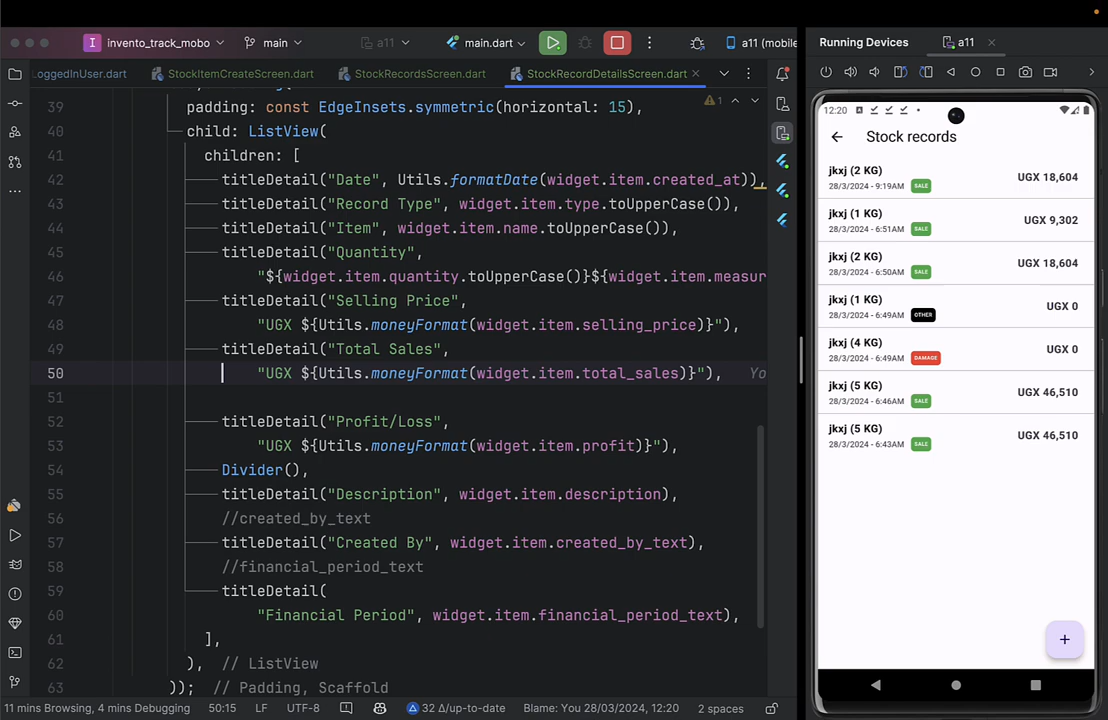 invento_track_mobo
main
a11
main.dart
a11 (mobile
Running Devices
a11
LoggedInUser.dart
StockItemCreateScreen.dart
StockRecordsScreen.dart
StockRecordDetailsScreen.dart
39 padding: const EdgeInsets.symmetric(horizontal: 15),
40 child: ListView(
41 children: [
42 titleDetail("Date", Utils.formatDate(widget.item.created_at)),
43 titleDetail("Record Type", widget.item.type.toUpperCase()),
44 titleDetail("Item", widget.item.name.toUpperCase()),
45 titleDetail("Quantity",
46 "${widget.item.quantity.toUpperCase()}${widget.item.measur
47 titleDetail("Selling Price",
48 "UGX ${Utils.moneyFormat(widget.item.selling_price)}"),
49 titleDetail("Total Sales",
50 "UGX ${Utils.moneyFormat(widget.item.total_sales)}"), Yo
51
52 titleDetail("Profit/Loss",
53 "UGX ${Utils.moneyFormat(widget.item.profit)}"),
54 Divider(),
55 titleDetail("Description", widget.item.description),
56 //created_by_text
57 titleDetail("Created By", widget.item.created_by_text),
58 //financial_period_text
59 titleDetail(
60 "Financial Period", widget.item.financial_period_text),
61 ],
62 ), // ListView
63 )); // Padding, Scaffold
1
11 mins Browsing, 4 mins Debugging
50:15
LF
UTF-8
32 Δ/up-to-date
Blame: You 28/03/2024, 12:20
2 spaces
12:20
Stock records
jkxj (2 KG)
28/3/2024 - 9:19AM SALE
UGX 18,604
jkxj (1 KG)
28/3/2024 - 6:51AM SALE
UGX 9,302
jkxj (2 KG)
28/3/2024 - 6:50AM SALE
UGX 18,604
jkxj (1 KG)
28/3/2024 - 6:49AM OTHER
UGX 0
jkxj (4 KG)
28/3/2024 - 6:49AM DAMAGE
UGX 0
jkxj (5 KG)
28/3/2024 - 6:46AM SALE
UGX 46,510
jkxj (5 KG)
28/3/2024 - 6:43AM SALE
UGX 46,510
+